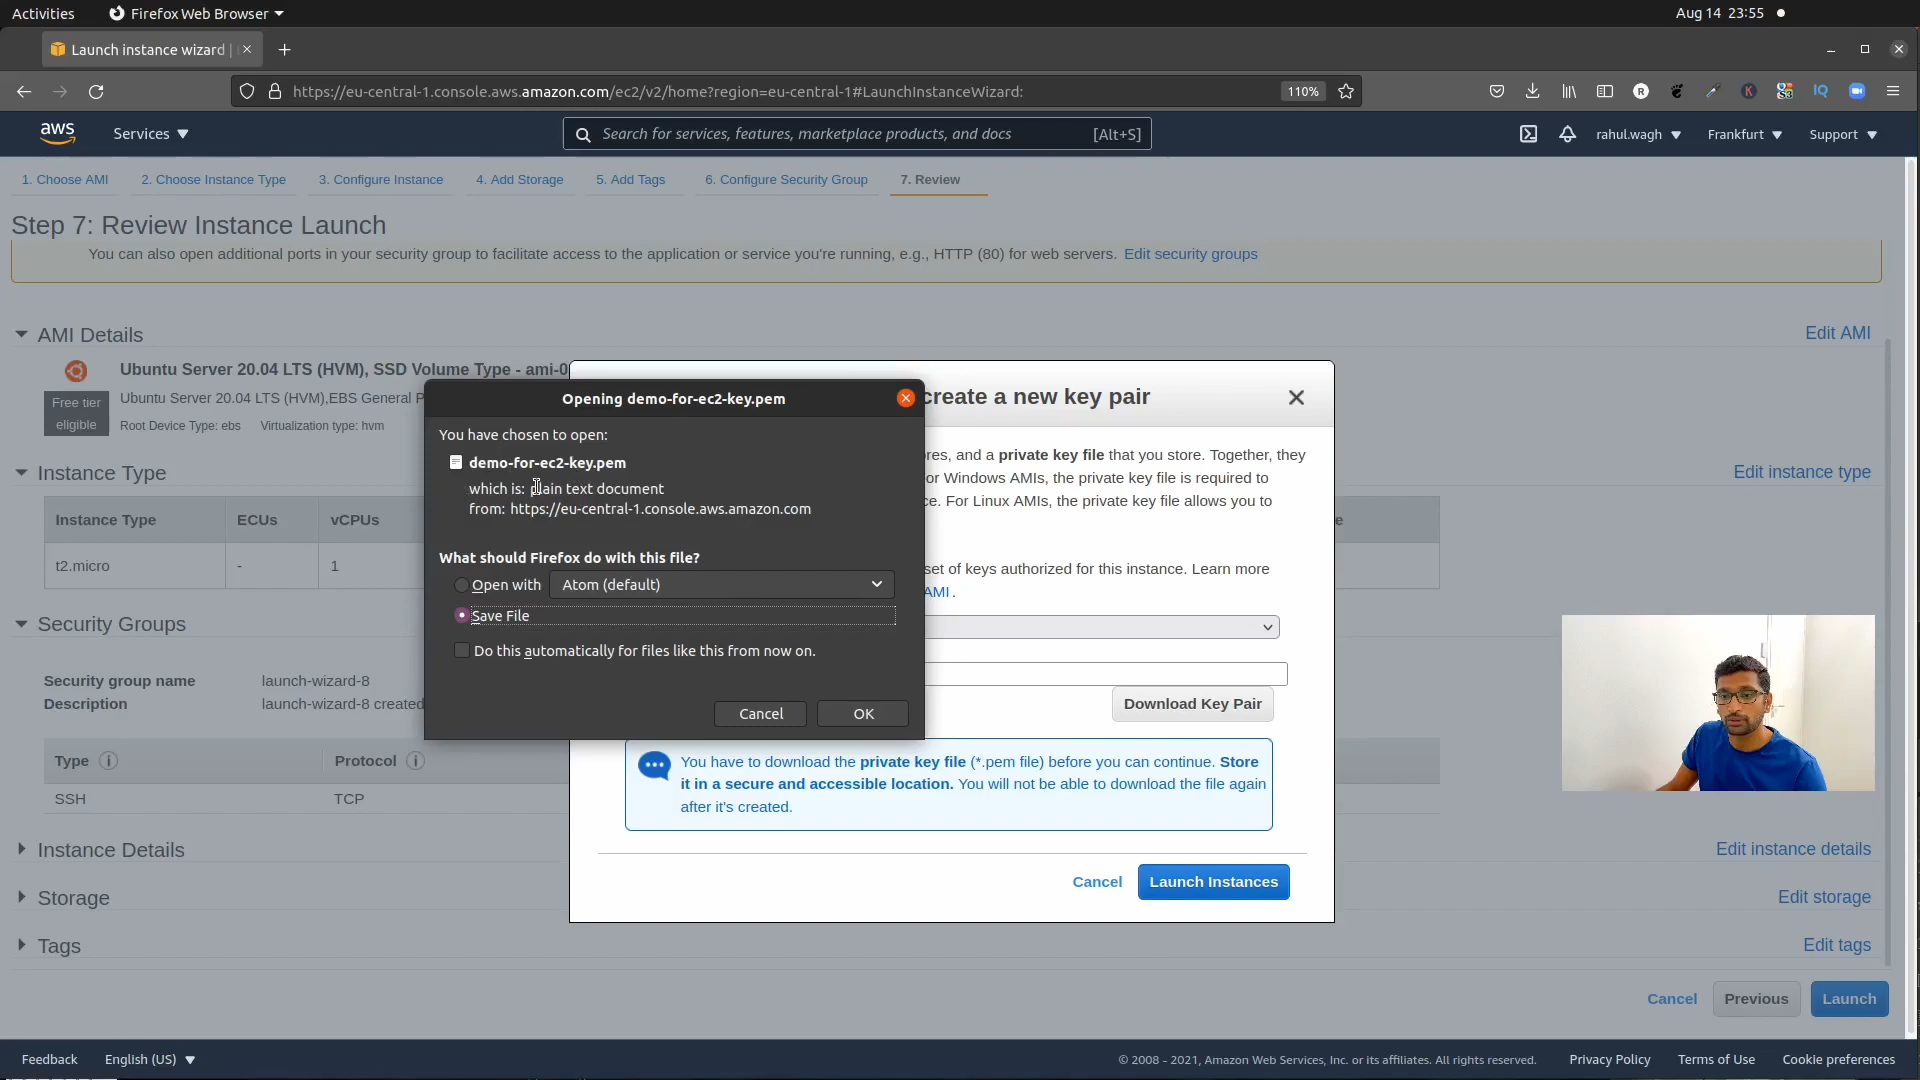 Activities
Firefox Web Browser
Aug 14 23:55
Launch instance wizard |
https://eu-central-1.console.aws.amazon.com/ec2/v2/home?region=eu-central-1#LaunchInstanceWizard:
110%
R
K
IQ
aws
Services
Search for services, features, marketplace products, and docs
[Alt+S]
rahul.wagh
Frankfurt
Support
1. Choose AMI
2. Choose Instance Type
3. Configure Instance
4. Add Storage
5. Add Tags
6. Configure Security Group
7. Review
Step 7: Review Instance Launch
You can also open additional ports in your security group to facilitate access to the application or service you're running, e.g., HTTP (80) for web servers. Edit security groups
AMI Details
Edit AMI
Ubuntu Server 20.04 LTS (HVM), SSD Volume Type - ami-0
Free tier
eligible
Ubuntu Server 20.04 LTS (HVM),EBS General P
Root Device Type: ebs
Virtualization type: hvm
Instance Type
Edit instance type
Instance Type
ECUs
vCPUs
e
t2.micro
-
1
Security Groups
Security group name
launch-wizard-8
Description
launch-wizard-8 created
Type
Protocol
SSH
TCP
Instance Details
Edit instance details
Storage
Edit storage
Tags
Edit tags
Cancel
Previous
Launch
Opening demo-for-ec2-key.pem
You have chosen to open:
demo-for-ec2-key.pem
which is: plain text document
from: https://eu-central-1.console.aws.amazon.com
What should Firefox do with this file?
Open with
Atom (default)
Save File
Do this automatically for files like this from now on.
Cancel
OK
create a new key pair
res, and a private key file that you store. Together, they
or Windows AMIs, the private key file is required to
ce. For Linux AMIs, the private key file allows you to
set of keys authorized for this instance. Learn more
AMI .
Download Key Pair
You have to download the private key file (*.pem file) before you can continue. Store
it in a secure and accessible location. You will not be able to download the file again
after it's created.
Cancel
Launch Instances
Feedback
English (US)
© 2008 - 2021, Amazon Web Services, Inc. or its affiliates. All rights reserved.
Privacy Policy
Terms of Use
Cookie preferences